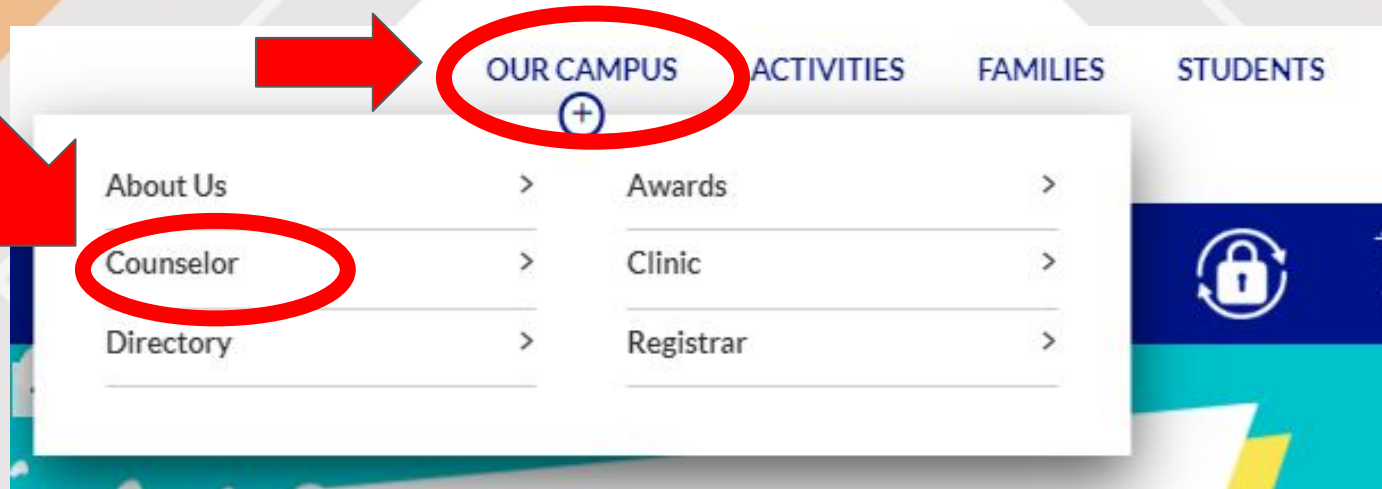 OUR CAMPUS ACTIVITIES FAMILIES STUDENTS
About Us
Counselor
Directory
Awards
Clinic
Registrar